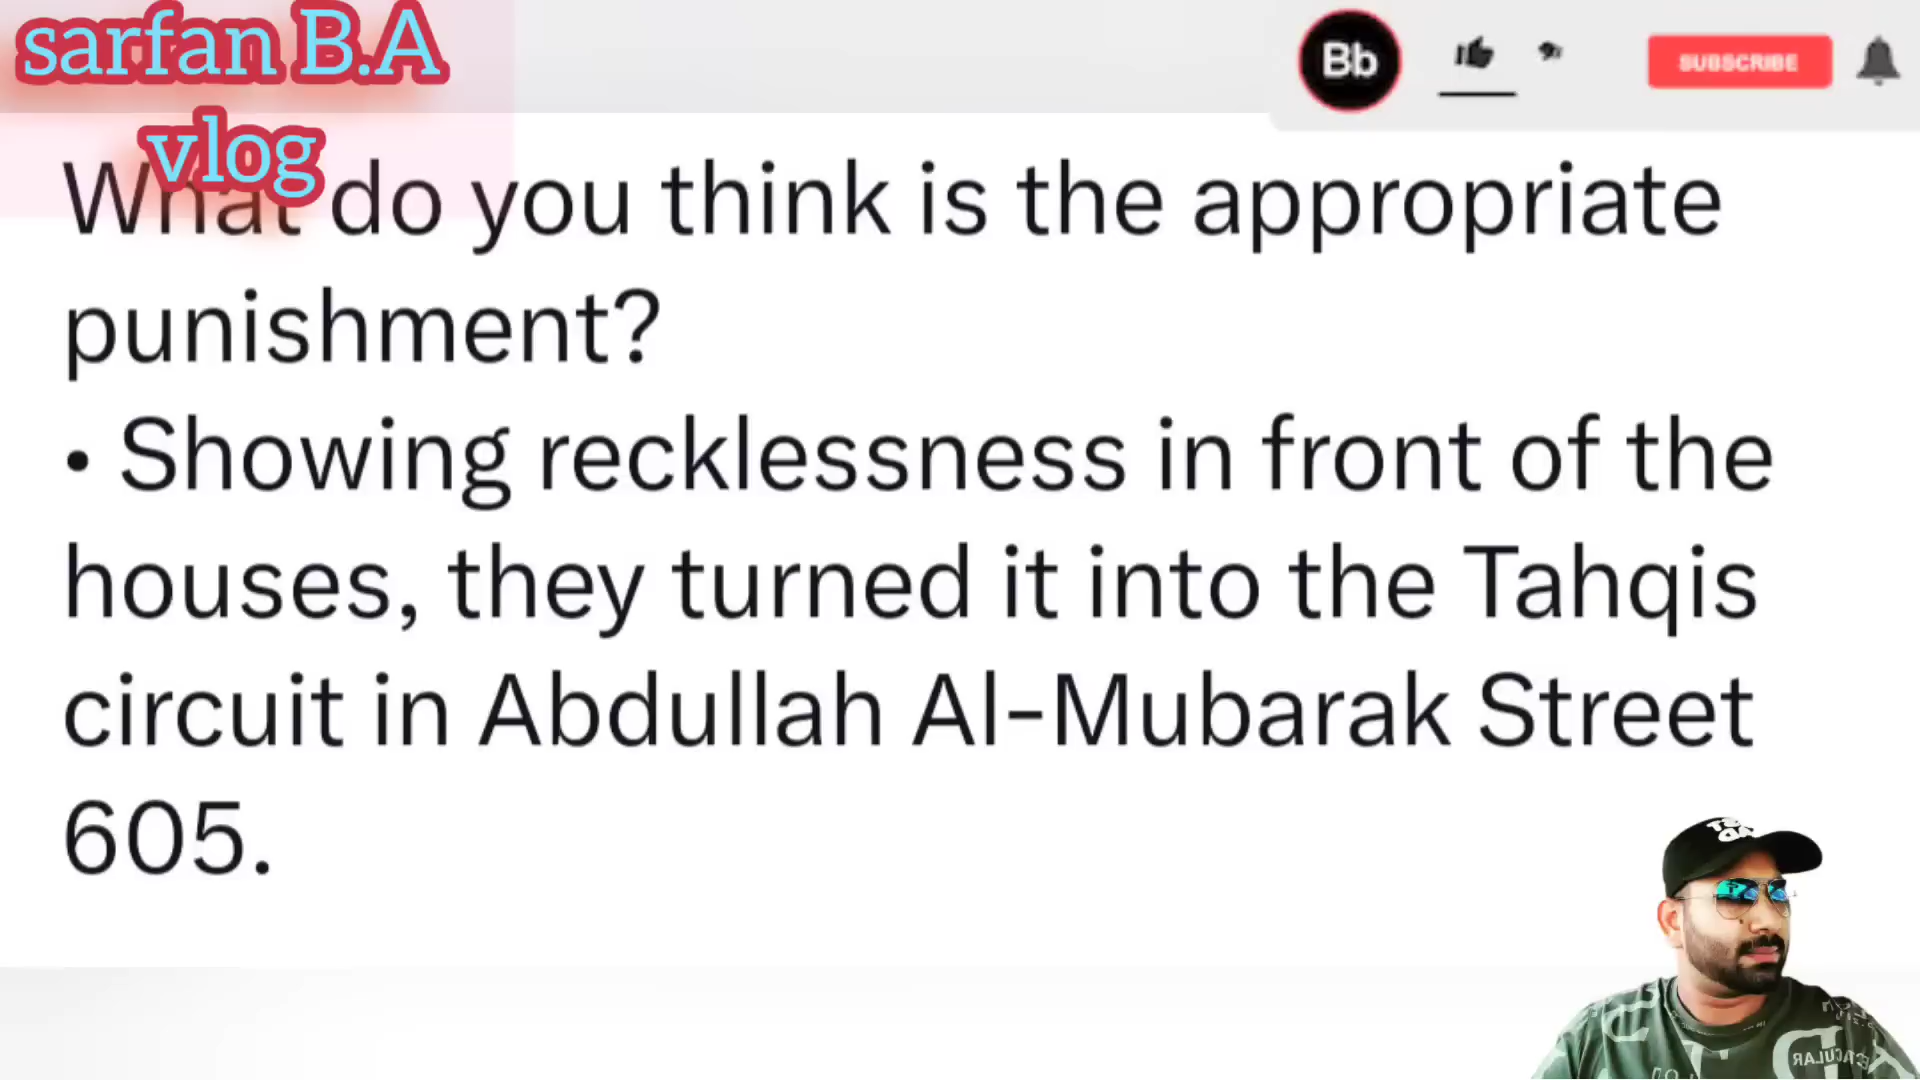 sarfan B.A
vlog
Bb
SUBSCRIBE
What do you think is the appropriate
punishment?
• Showing recklessness in front of the
houses, they turned it into the Tahqis
circuit in Abdullah Al-Mubarak Street
605.